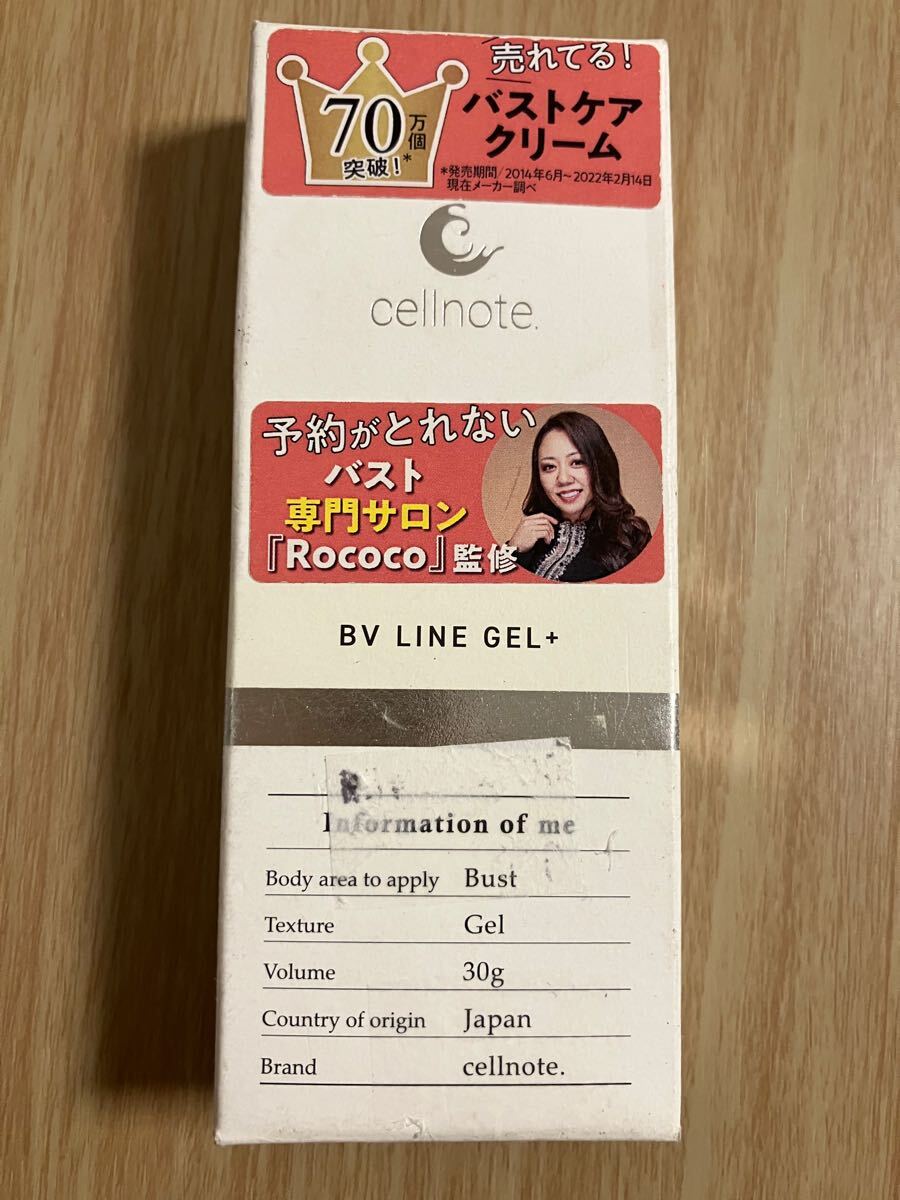 売れてる!
70万個
突破!*
バストケア
クリーム
*発売期間/2014年6月〜2022年2月14日
現在メーカー調べ
cellnote.
予約がとれない
バスト
専門サロン
『Rococo』監修
BV LINE GEL+
Information of me
Body area to apply Bust
Texture Gel
Volume 30g
Country of origin Japan
Brand cellnote.